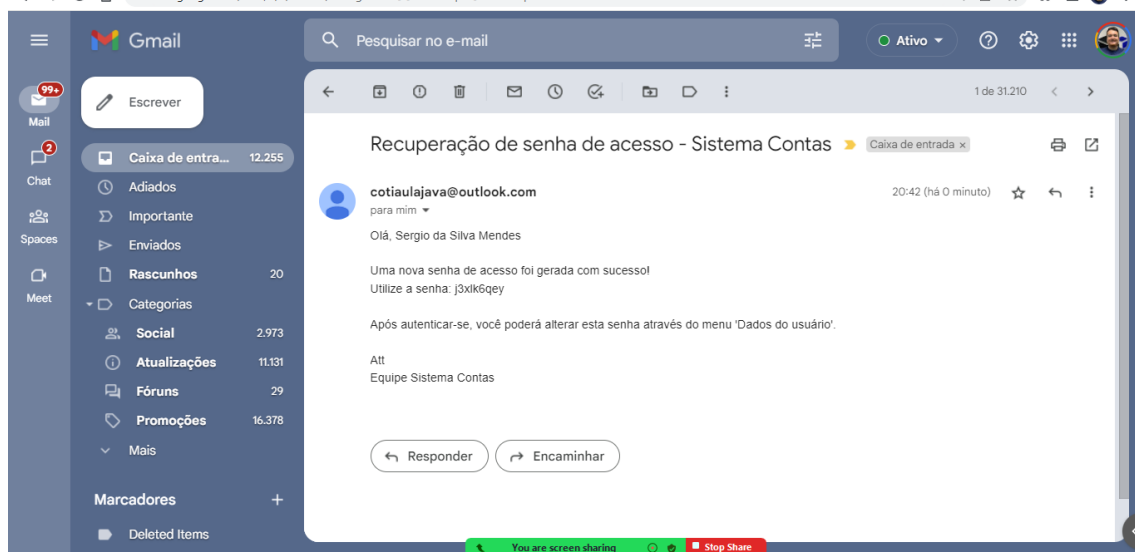 Gmail
Pesquisar no e-mail
Ativo
99+
Mail
2
Chat
Spaces
Meet
Escrever
Caixa de entra... 12.255
Adiados
Importante
Enviados
Rascunhos 20
Categorias
Social 2.973
Atualizações 11.131
Fóruns 29
Promoções 16.378
Mais
Marcadores +
Deleted Items
1 de 31.210
Recuperação de senha de acesso - Sistema Contas Caixa de entrada x
cotiaulajava@outlook.com 20:42 (há 0 minuto)
para mim
Olá, Sergio da Silva Mendes
Uma nova senha de acesso foi gerada com sucesso!
Utilize a senha: j3xlk6qey
Após autenticar-se, você poderá alterar esta senha através do menu 'Dados do usuário'.
Att
Equipe Sistema Contas
Responder
Encaminhar
You are screen sharing
Stop Share